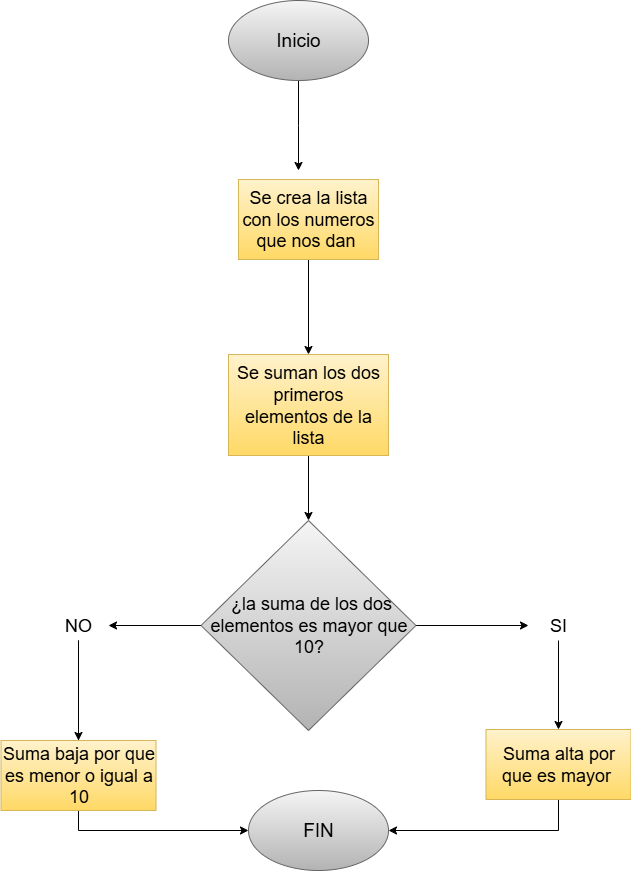 Inicio
Se crea la lista
con los numeros
que nos dan
Se suman los dos
primeros
elementos de la
lista
¿la suma de los dos
elementos es mayor que
10?
NO
SI
Suma baja por que
es menor o igual a
10
Suma alta por
que es mayor
FIN